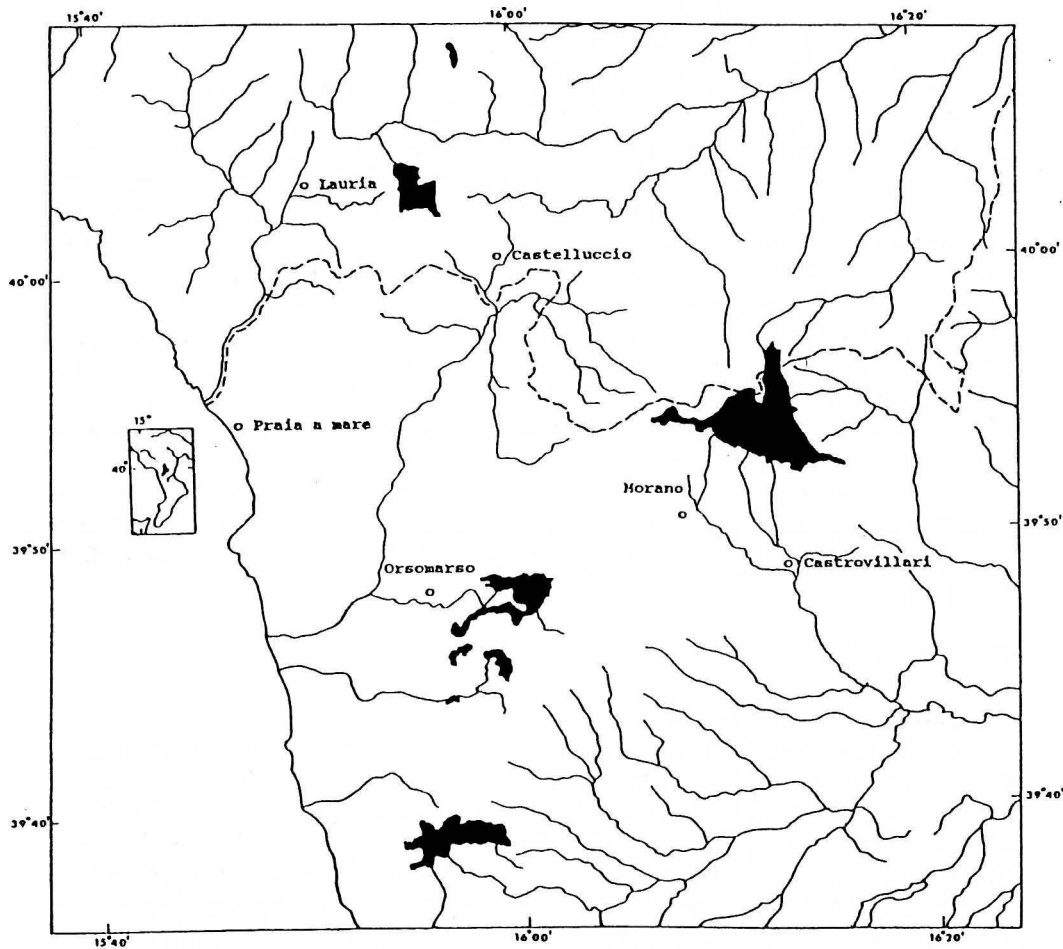 15°40'
16°00'
16°20'
Lauria
Castelluccio
40°00'
40°00'
Praia a mare
15°
40°
Morano
39°50'
39°50'
Castrovillari
Orsomarso
39°40'
39°40'
15°40'
16°00'
16°20'